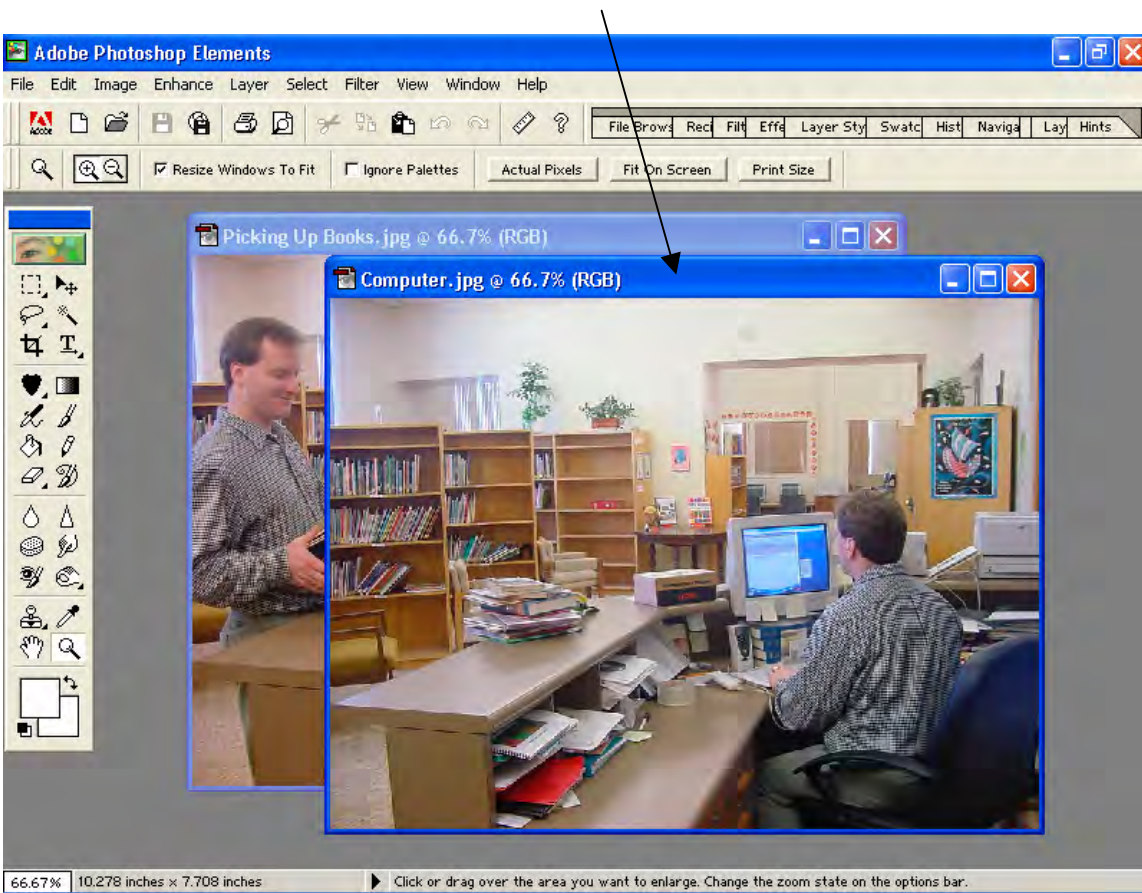 Adobe Photoshop Elements
File Edit Image Enhance Layer Select Filter View Window Help
Adobe File Brows Reci Filt Effe Layer Sty Swatc Hist Naviga Lay Hints
Resize Windows To Fit Ignore Palettes Actual Pixels Fit On Screen Print Size
Picking Up Books.jpg @ 66.7% (RGB)
Computer.jpg @ 66.7% (RGB)
T
66.67% 10.278 inches × 7.708 inches Click or drag over the area you want to enlarge. Change the zoom state on the options bar.